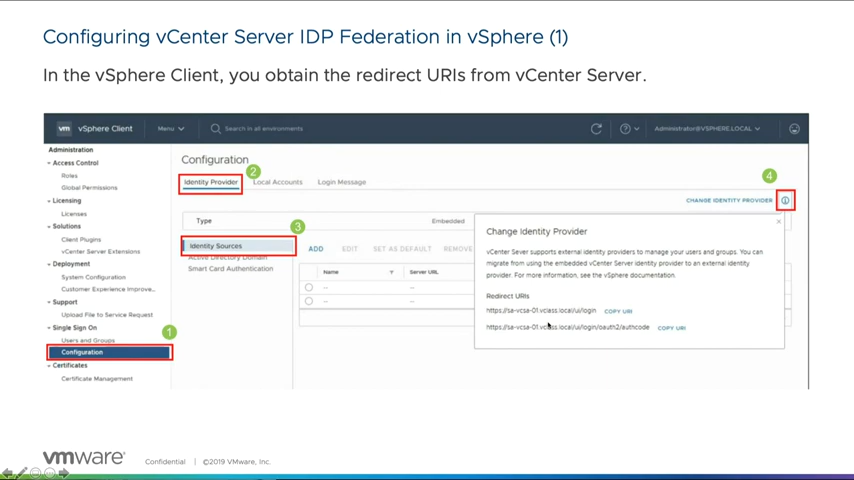 Configuring vCenter Server IDP Federation in vSphere (1)
In the vSphere Client, you obtain the redirect URIs from vCenter Server.
vm vSphere Client Menu Search in all environments Administrator@VSPHERE.LOCAL
Administration
Access Control
Roles
Global Permissions
Licensing
Licenses
Solutions
Client Plugins
vCenter Server Extensions
Deployment
System Configuration
Customer Experience Improve...
Support
Upload File to Service Request
Single Sign On
1
Users and Groups
Configuration
Certificates
Certificate Management
Configuration
2
Identity Provider Local Accounts Login Message
4
CHANGE IDENTITY PROVIDER
Type Embedded
3
Identity Sources
Active Directory Domain
Smart Card Authentication
ADD EDIT SET AS DEFAULT REMOVE
Name Server URL
-- --
-- --
Change Identity Provider
vCenter Sever supports external identity providers to manage your users and groups. You can
migrate from using the embedded vCenter Server identity provider to an external identity
provider. For more information, see the vSphere documentation.
Redirect URIs
https://sa-vcsa-01.vclass.local/ui/login COPY URI
https://sa-vcsa-01.vclass.local/ui/login/oauth2/authcode COPY URI
vmware Confidential | ©2019 VMware, Inc.